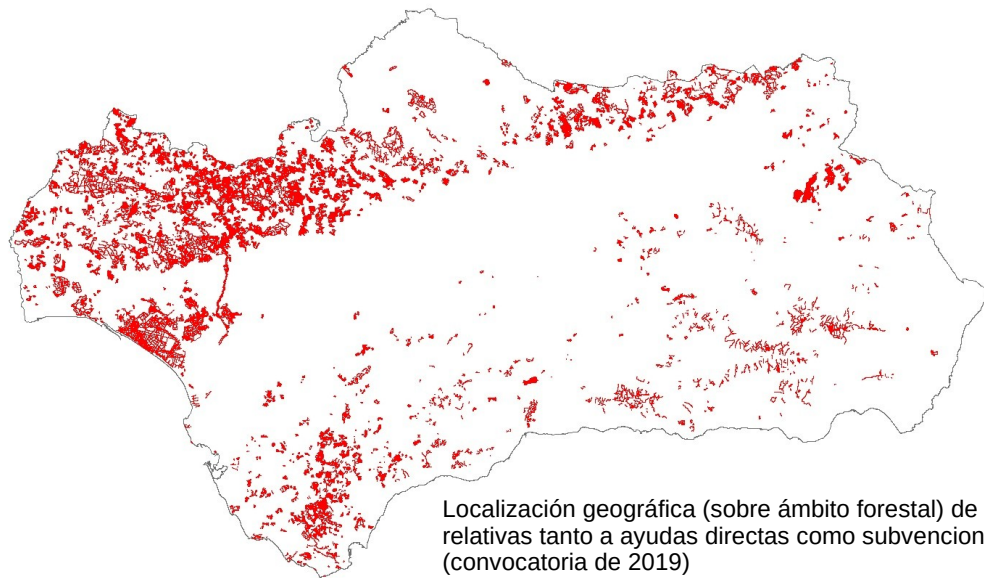 Localización geográfica (sobre ámbito forestal) de
relativas tanto a ayudas directas como subvencion
(convocatoria de 2019)